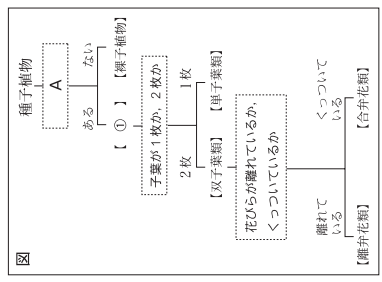 図
種子植物
A
ある
ない
【 ① 】
【裸子植物】
子葉が1枚か，2枚か
2枚
1枚
【双子葉類】
【単子葉類】
花びらが離れているか，
くっついているか
離れて
いる
くっついて
いる
【離弁花類】
【合弁花類】